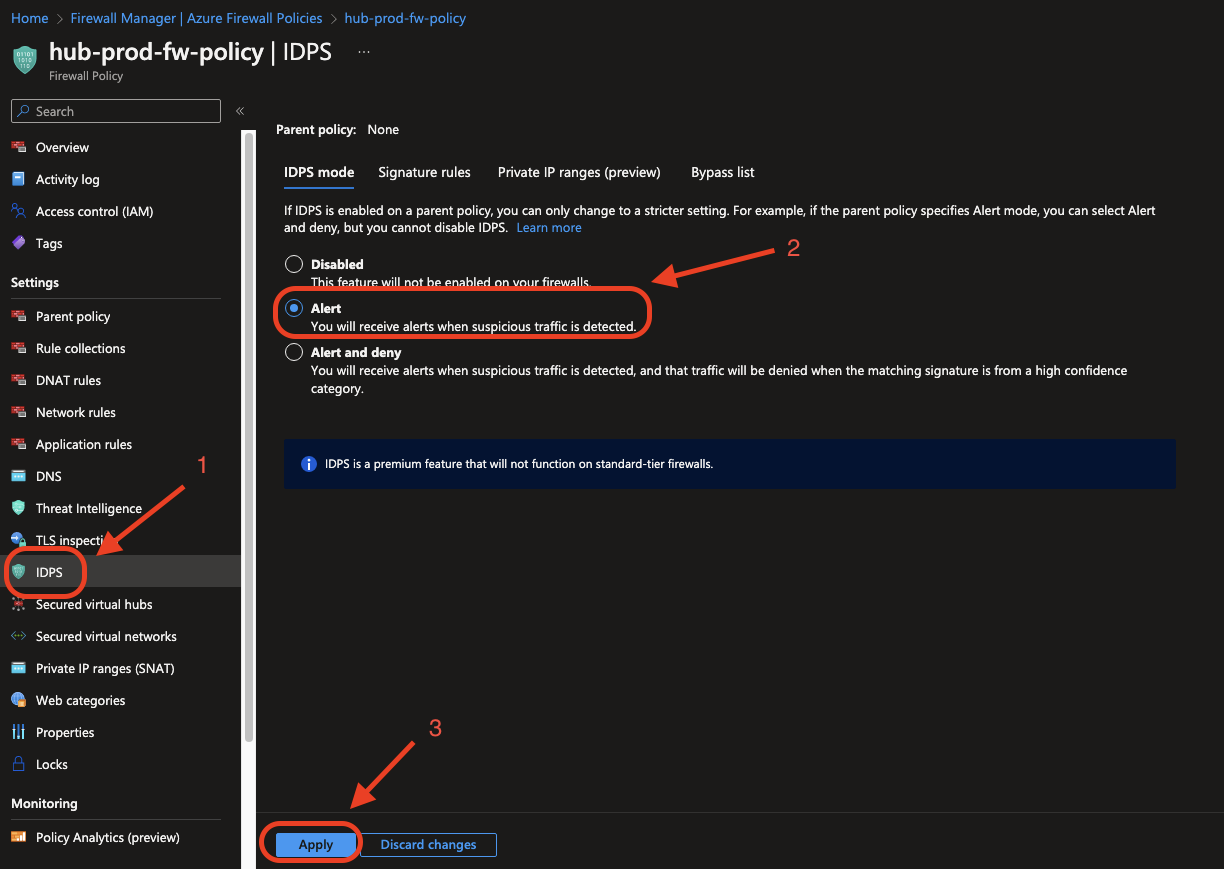 Home > Firewall Manager | Azure Firewall Policies > hub-prod-fw-policy
hub-prod-fw-policy | IDPS ...
Firewall Policy
Search
«
Overview
Activity log
Access control (IAM)
Tags
Settings
Parent policy
Rule collections
DNAT rules
Network rules
Application rules
DNS
Threat Intelligence
TLS inspecti
IDPS
Secured virtual hubs
Secured virtual networks
Private IP ranges (SNAT)
Web categories
Properties
Locks
Monitoring
Policy Analytics (preview)
1
Parent policy: None
IDPS mode Signature rules Private IP ranges (preview) Bypass list
If IDPS is enabled on a parent policy, you can only change to a stricter setting. For example, if the parent policy specifies Alert mode, you can select Alert
and deny, but you cannot disable IDPS. Learn more
2
Disabled
This feature will not be enabled on your firewalls.
Alert
You will receive alerts when suspicious traffic is detected.
Alert and deny
You will receive alerts when suspicious traffic is detected, and that traffic will be denied when the matching signature is from a high confidence
category.
IDPS is a premium feature that will not function on standard-tier firewalls.
3
Apply Discard changes